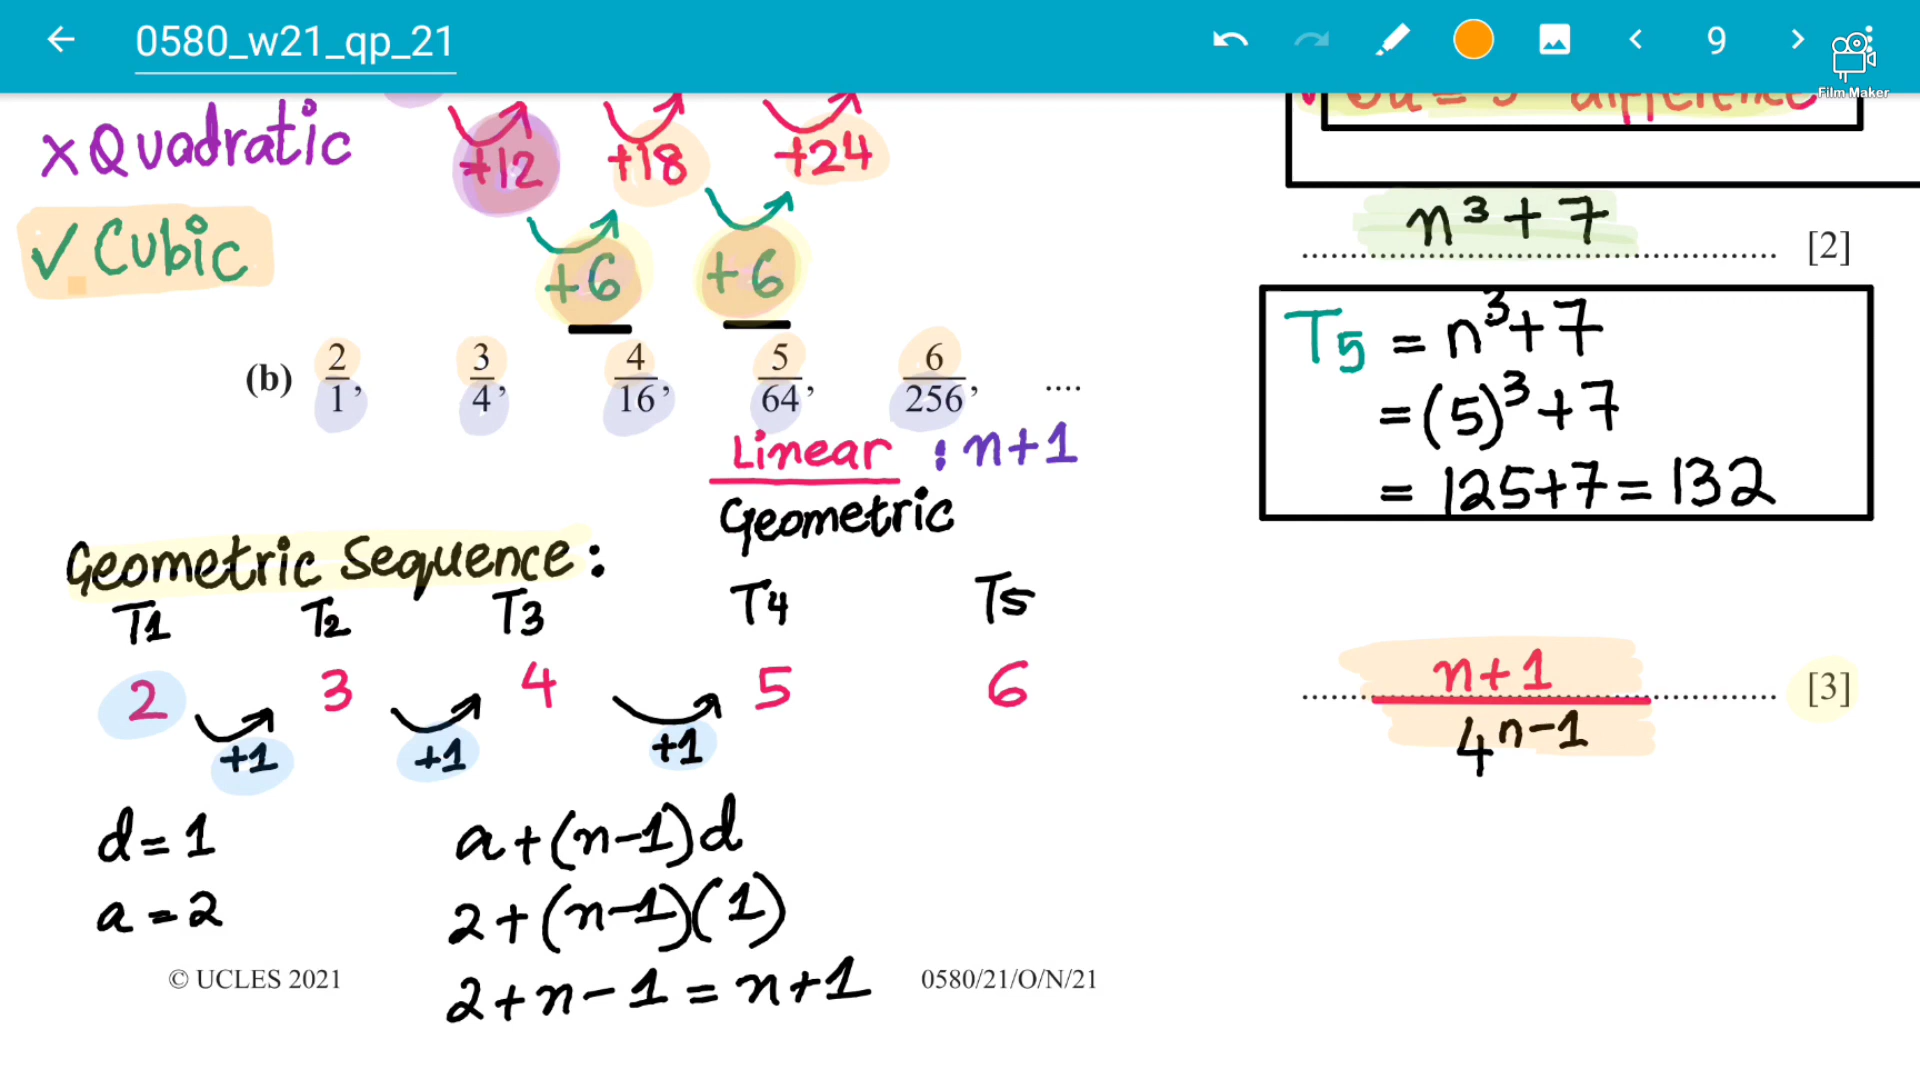 0580_w21_qp_21
9
Film Maker
x Quadratic
+12 +18 +24
✓ Cubic
+6 +6
n³ + 7
[2]
T5 = n³+7
= (5)³+7
= 125+7 = 132
(b) 2/1, 3/4, 4/16, 5/64, 6/256, ....
Linear : n+1
Geometric
Geometric Sequence:
T1 T2 T3 T4 T5
2 3 4 5 6
+1 +1 +1
n+1
[3]
4ⁿ⁻¹
d = 1
a = 2
a+(n-1)d
2+(n-1)(1)
2+n-1 = n+1
© UCLES 2021
0580/21/O/N/21